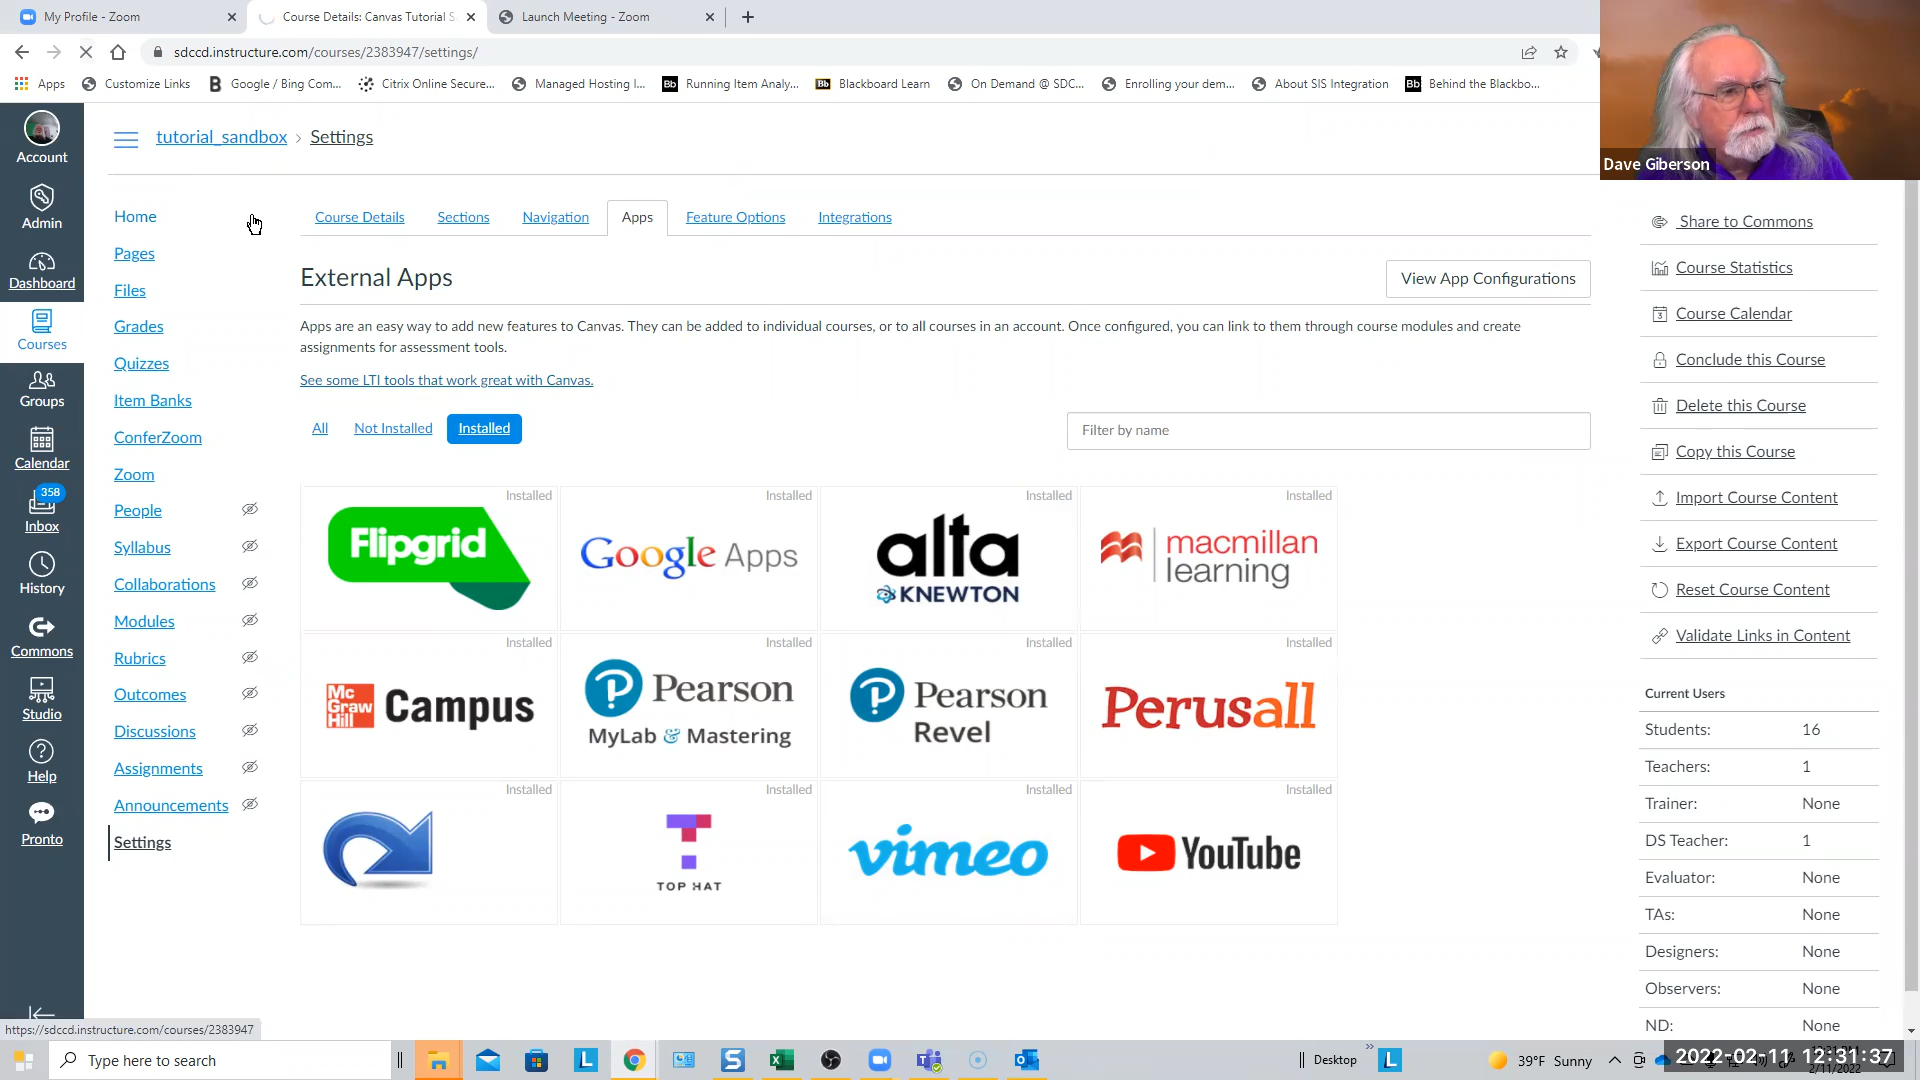 My Profile - Zoom
Course Details: Canvas Tutorial S
Launch Meeting - Zoom
sdccd.instructure.com/courses/2383947/settings/
Apps
Customize Links
Google / Bing Com...
Citrix Online Secure...
Managed Hosting I...
Running Item Analy...
Blackboard Learn
On Demand @ SDC...
Enrolling your dem...
About SIS Integration
Behind the Blackbo...
Dave Giberson
Account
Admin
Dashboard
Courses
Groups
Calendar
358
Inbox
History
Commons
Studio
Help
Pronto
tutorial_sandbox › Settings
Home
Pages
Files
Grades
Quizzes
Item Banks
ConferZoom
Zoom
People
Syllabus
Collaborations
Modules
Rubrics
Outcomes
Discussions
Assignments
Announcements
Settings
Course Details
Sections
Navigation
Apps
Feature Options
Integrations
External Apps
View App Configurations
Apps are an easy way to add new features to Canvas. They can be added to individual courses, or to all courses in an account. Once configured, you can link to them through course modules and create
assignments for assessment tools.
See some LTI tools that work great with Canvas.
All
Not Installed
Installed
Filter by name
Installed
Flipgrid
Installed
Google Apps
Installed
alta
KNEWTON
Installed
macmillan
learning
Installed
Mc
Graw
Hill
Campus
Installed
Pearson
MyLab & Mastering
Installed
Pearson
Revel
Installed
Perusall
Installed
Installed
TOP HAT
Installed
vimeo
Installed
YouTube
Share to Commons
Course Statistics
Course Calendar
Conclude this Course
Delete this Course
Copy this Course
Import Course Content
Export Course Content
Reset Course Content
Validate Links in Content
Current Users
Students: 16
Teachers: 1
Trainer: None
DS Teacher: 1
Evaluator: None
TAs: None
Designers: None
Observers: None
ND: None
https://sdccd.instructure.com/courses/2383947
Type here to search
Desktop
39°F Sunny
2022-02-11 12:31:37
2/11/2022